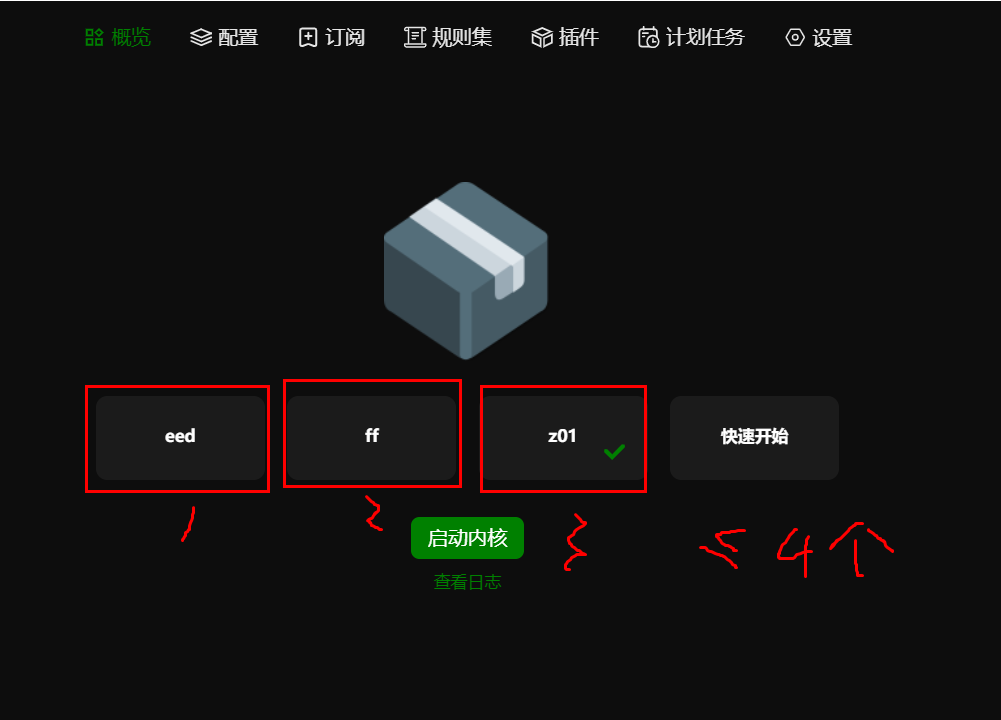 概览 配置 订阅 规则集 插件 计划任务 设置
eed ff z01 快速开始
1 2 3 ≤4个
启动内核
查看日志